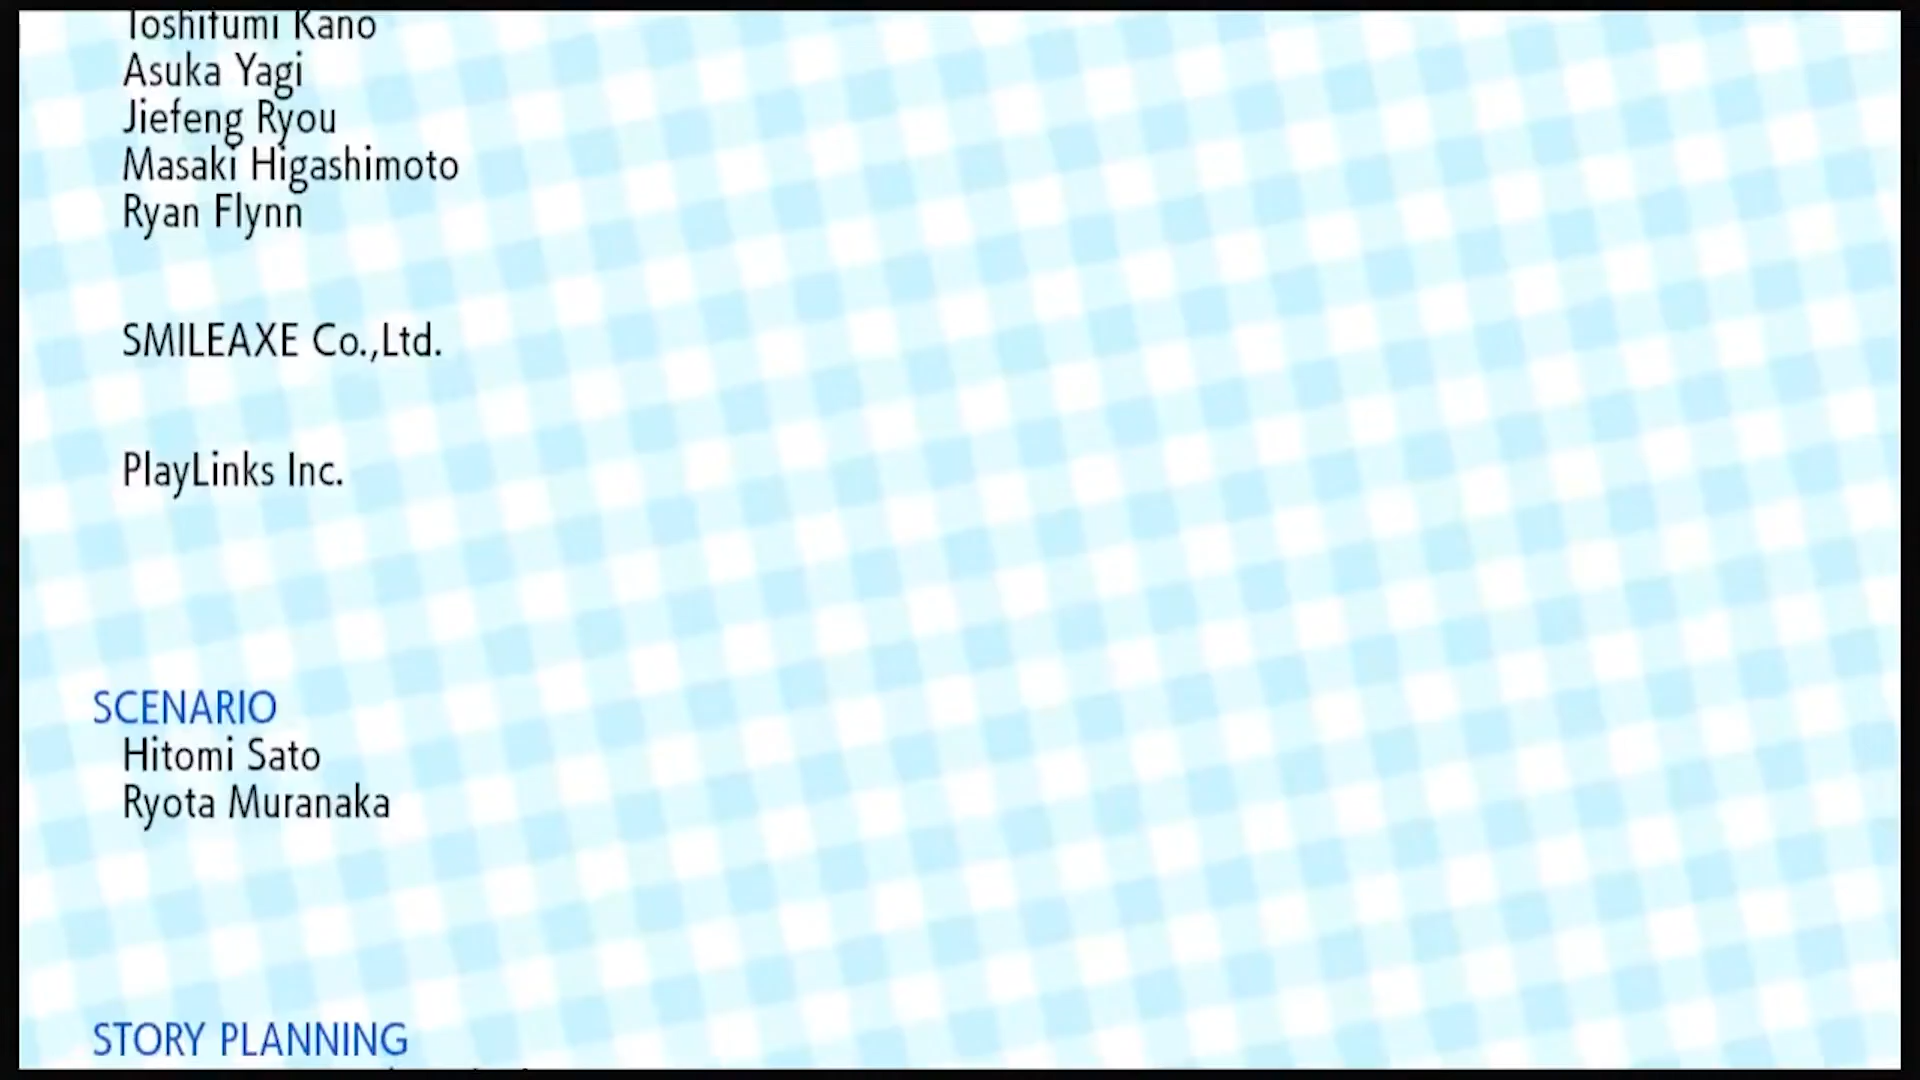 Toshifumi Kano
Asuka Yagi
Jiefeng Ryou
Masaki Higashimoto
Ryan Flynn
SMILEAXE Co.,Ltd.
PlayLinks Inc.
SCENARIO
Hitomi Sato
Ryota Muranaka
STORY PLANNING